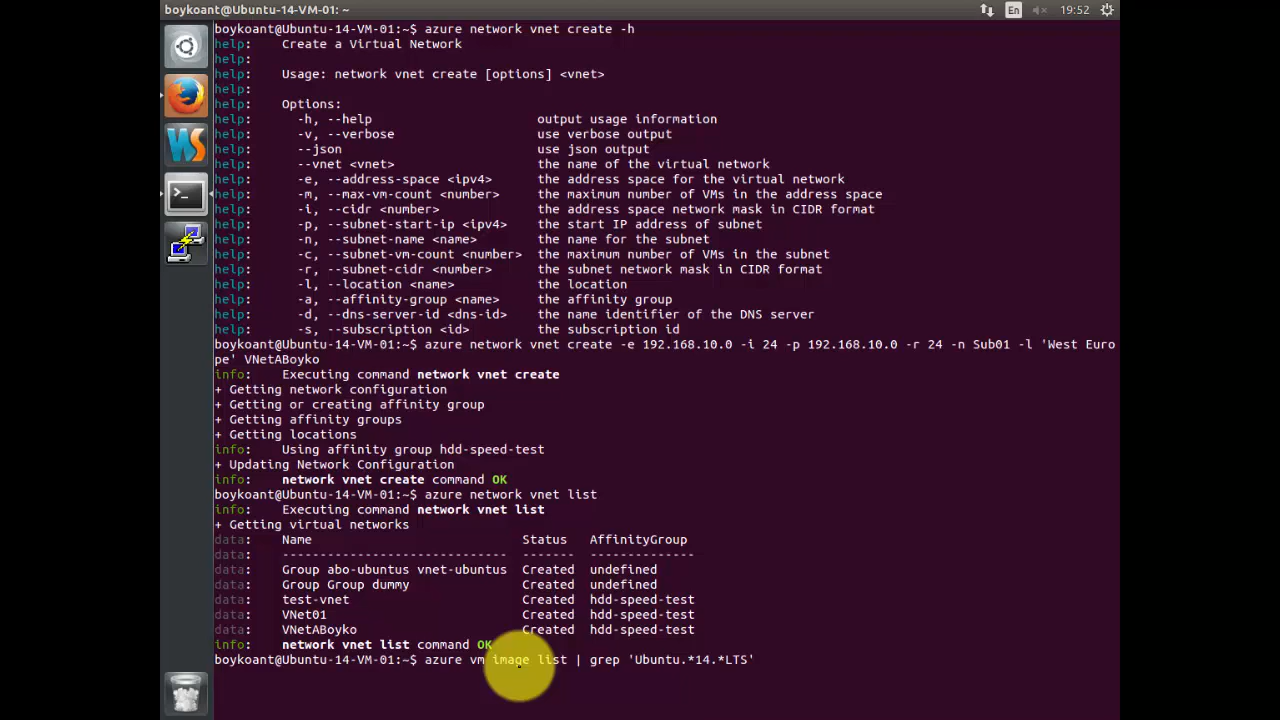 boykoant@Ubuntu-14-VM-01: ~
En
19:52
boykoant@Ubuntu-14-VM-01:~$ azure network vnet create -h
help:    Create a Virtual Network
help:
help:    Usage: network vnet create [options] <vnet>
help:
help:    Options:
help:      -h, --help                      output usage information
help:      -v, --verbose                   use verbose output
help:      --json                          use json output
help:      --vnet <vnet>                   the name of the virtual network
help:      -e, --address-space <ipv4>      the address space for the virtual network
help:      -m, --max-vm-count <number>     the maximum number of VMs in the address space
help:      -i, --cidr <number>             the address space network mask in CIDR format
help:      -p, --subnet-start-ip <ipv4>    the start IP address of subnet
help:      -n, --subnet-name <name>        the name for the subnet
help:      -c, --subnet-vm-count <number>  the maximum number of VMs in the subnet
help:      -r, --subnet-cidr <number>      the subnet network mask in CIDR format
help:      -l, --location <name>           the location
help:      -a, --affinity-group <name>     the affinity group
help:      -d, --dns-server-id <dns-id>    the name identifier of the DNS server
help:      -s, --subscription <id>         the subscription id
boykoant@Ubuntu-14-VM-01:~$ azure network vnet create -e 192.168.10.0 -i 24 -p 192.168.10.0 -r 24 -n Sub01 -l 'West Euro
pe' VNetABoyko
info:    Executing command network vnet create
+ Getting network configuration
+ Getting or creating affinity group
+ Getting affinity groups
+ Getting locations
info:    Using affinity group hdd-speed-test
+ Updating Network Configuration
info:    network vnet create command OK
boykoant@Ubuntu-14-VM-01:~$ azure network vnet list
info:    Executing command network vnet list
+ Getting virtual networks
data:    Name                            Status   AffinityGroup
data:    ------------------------------  -------  --------------
data:    Group abo-ubuntus vnet-ubuntus  Created  undefined
data:    Group Group dummy               Created  undefined
data:    test-vnet                       Created  hdd-speed-test
data:    VNet01                          Created  hdd-speed-test
data:    VNetABoyko                      Created  hdd-speed-test
info:    network vnet list command OK
boykoant@Ubuntu-14-VM-01:~$ azure vm image list | grep 'Ubuntu.*14.*LTS'
WS